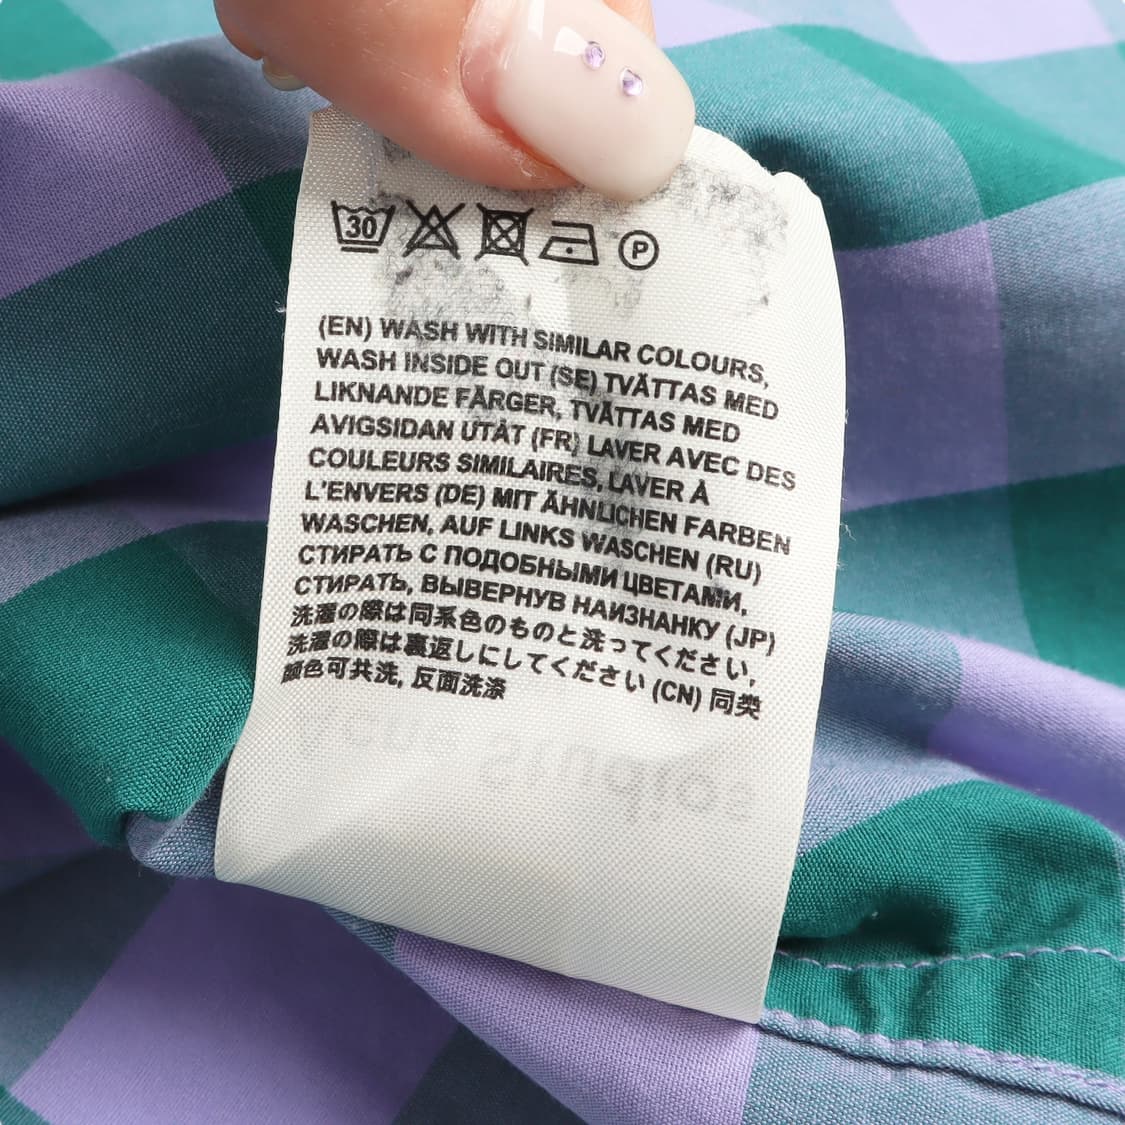 30
P
(EN) WASH WITH SIMILAR COLOURS,
WASH INSIDE OUT (SE) TVÄTTAS MED
LIKNANDE FÄRGER, TVÄTTAS MED
AVIGSIDAN UTÅT (FR) LAVER AVEC DES
COULEURS SIMILAIRES, LAVER À
L'ENVERS (DE) MIT ÄHNLICHEN FARBEN
WASCHEN, AUF LINKS WASCHEN (RU)
СТИРАТЬ С ПОДОБНЫМИ ЦВЕТАМИ,
СТИРАТЬ, ВЫВЕРНУВ НАИЗНАНКУ (JP)
洗濯の際は同系色のものと洗ってください,
洗濯の際は裏返しにしてください (CN) 同类
颜色可共洗, 反面洗涤